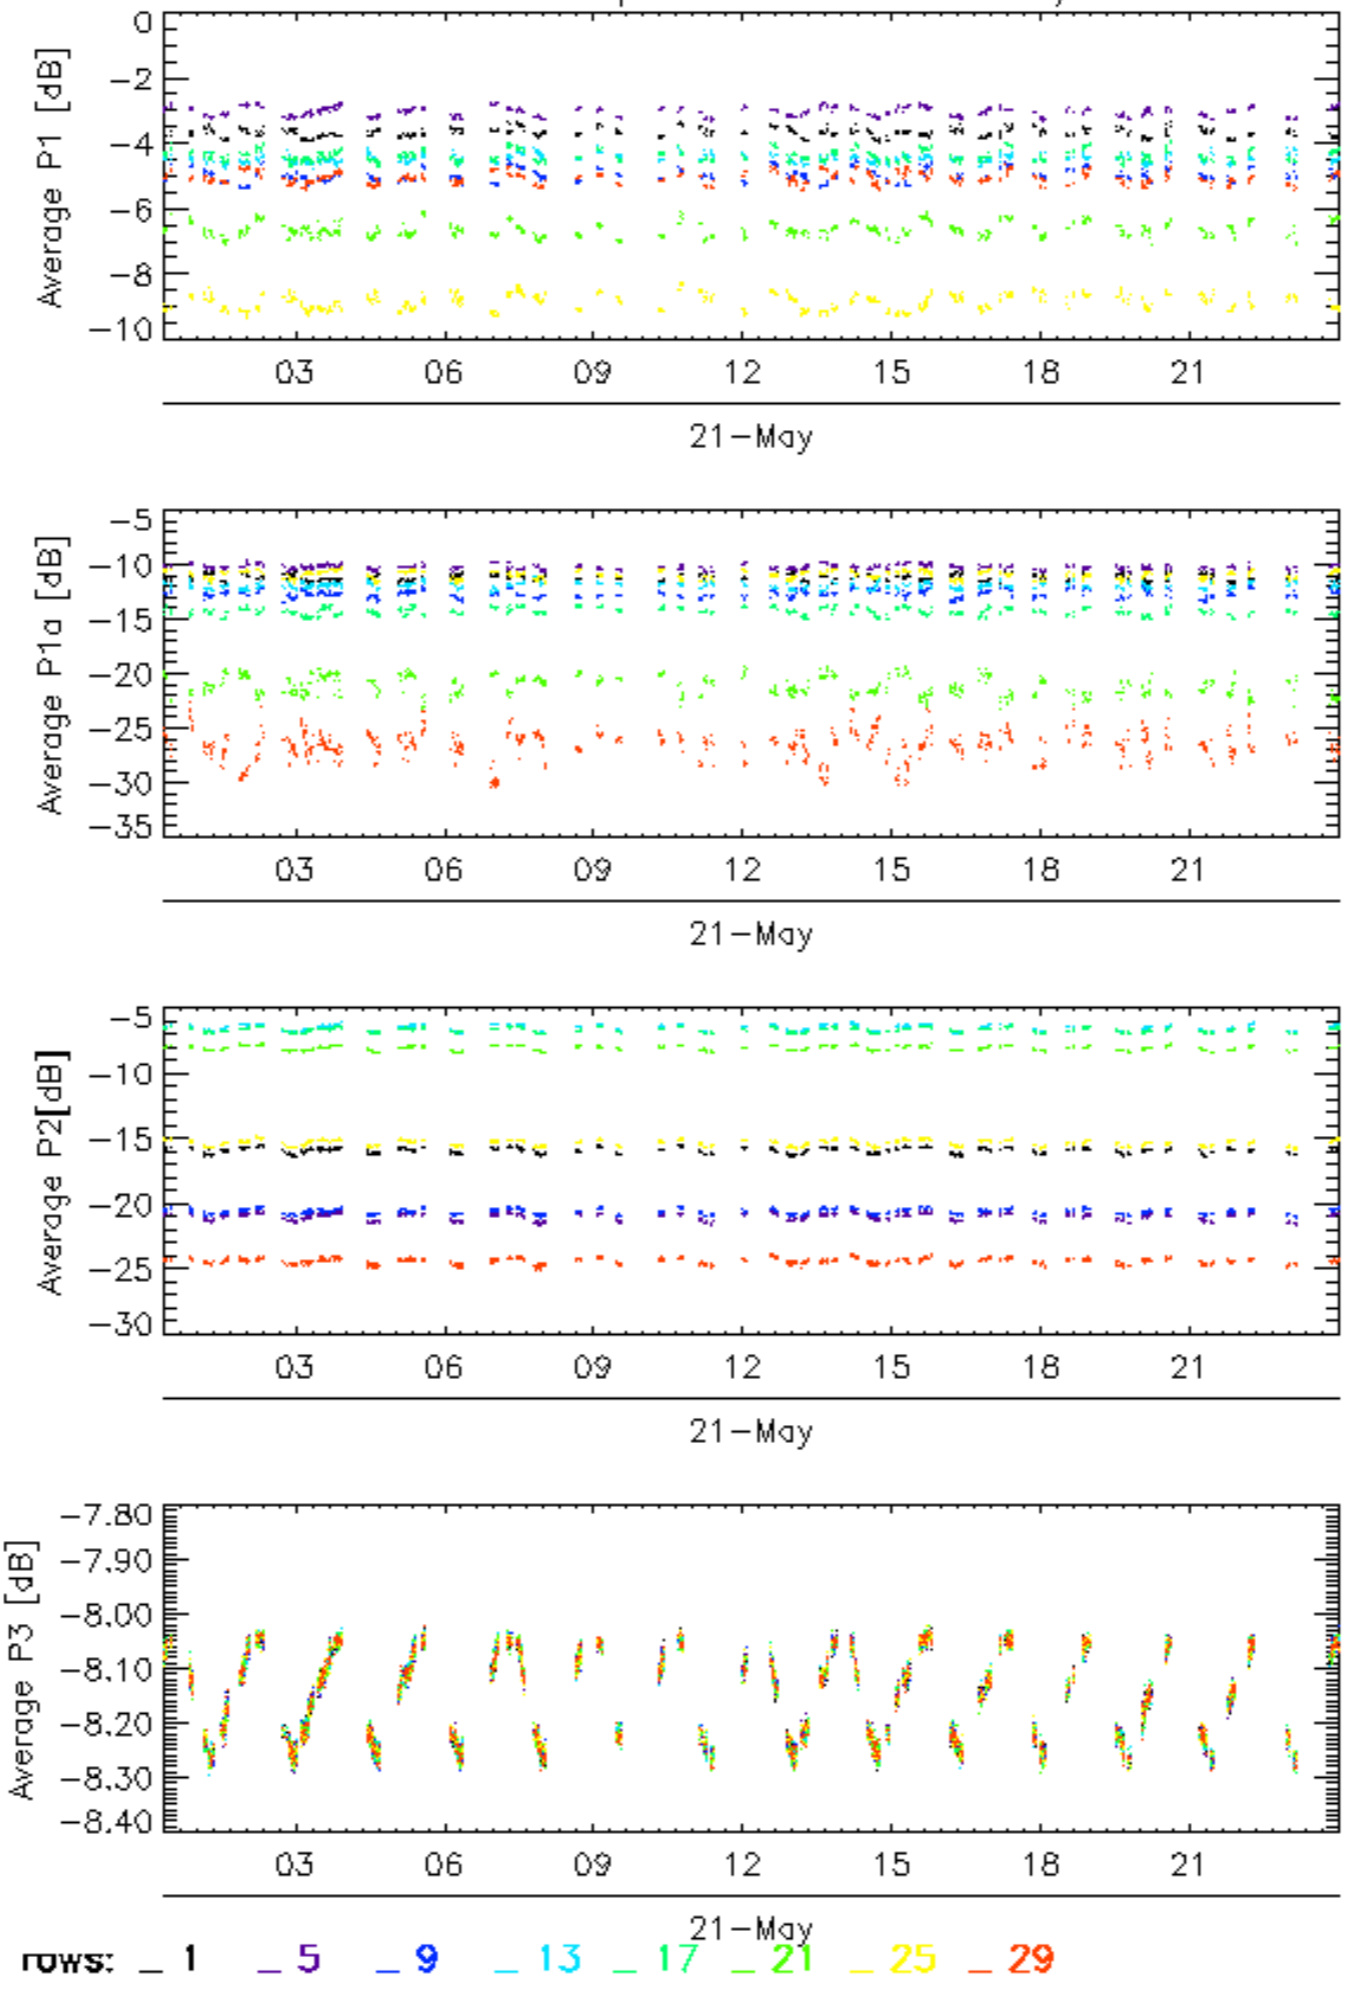 0
−2
−4
−6
−8
−10
Average P1 [dB]
03 06 09 12 15 18 21
21−May
−5
−10
−15
−20
−25
−30
−35
Average P1a [dB]
03 06 09 12 15 18 21
21−May
−5
−10
−15
−20
−25
−30
Average P2[dB]
03 06 09 12 15 18 21
21−May
−7.80
−7.90
−8.00
−8.10
−8.20
−8.30
−8.40
Average P3 [dB]
03 06 09 12 15 18 21
21−May
rows: _ 1 _ 5 _ 9 _ 13 _ 17 _ 21 _ 25 _ 29